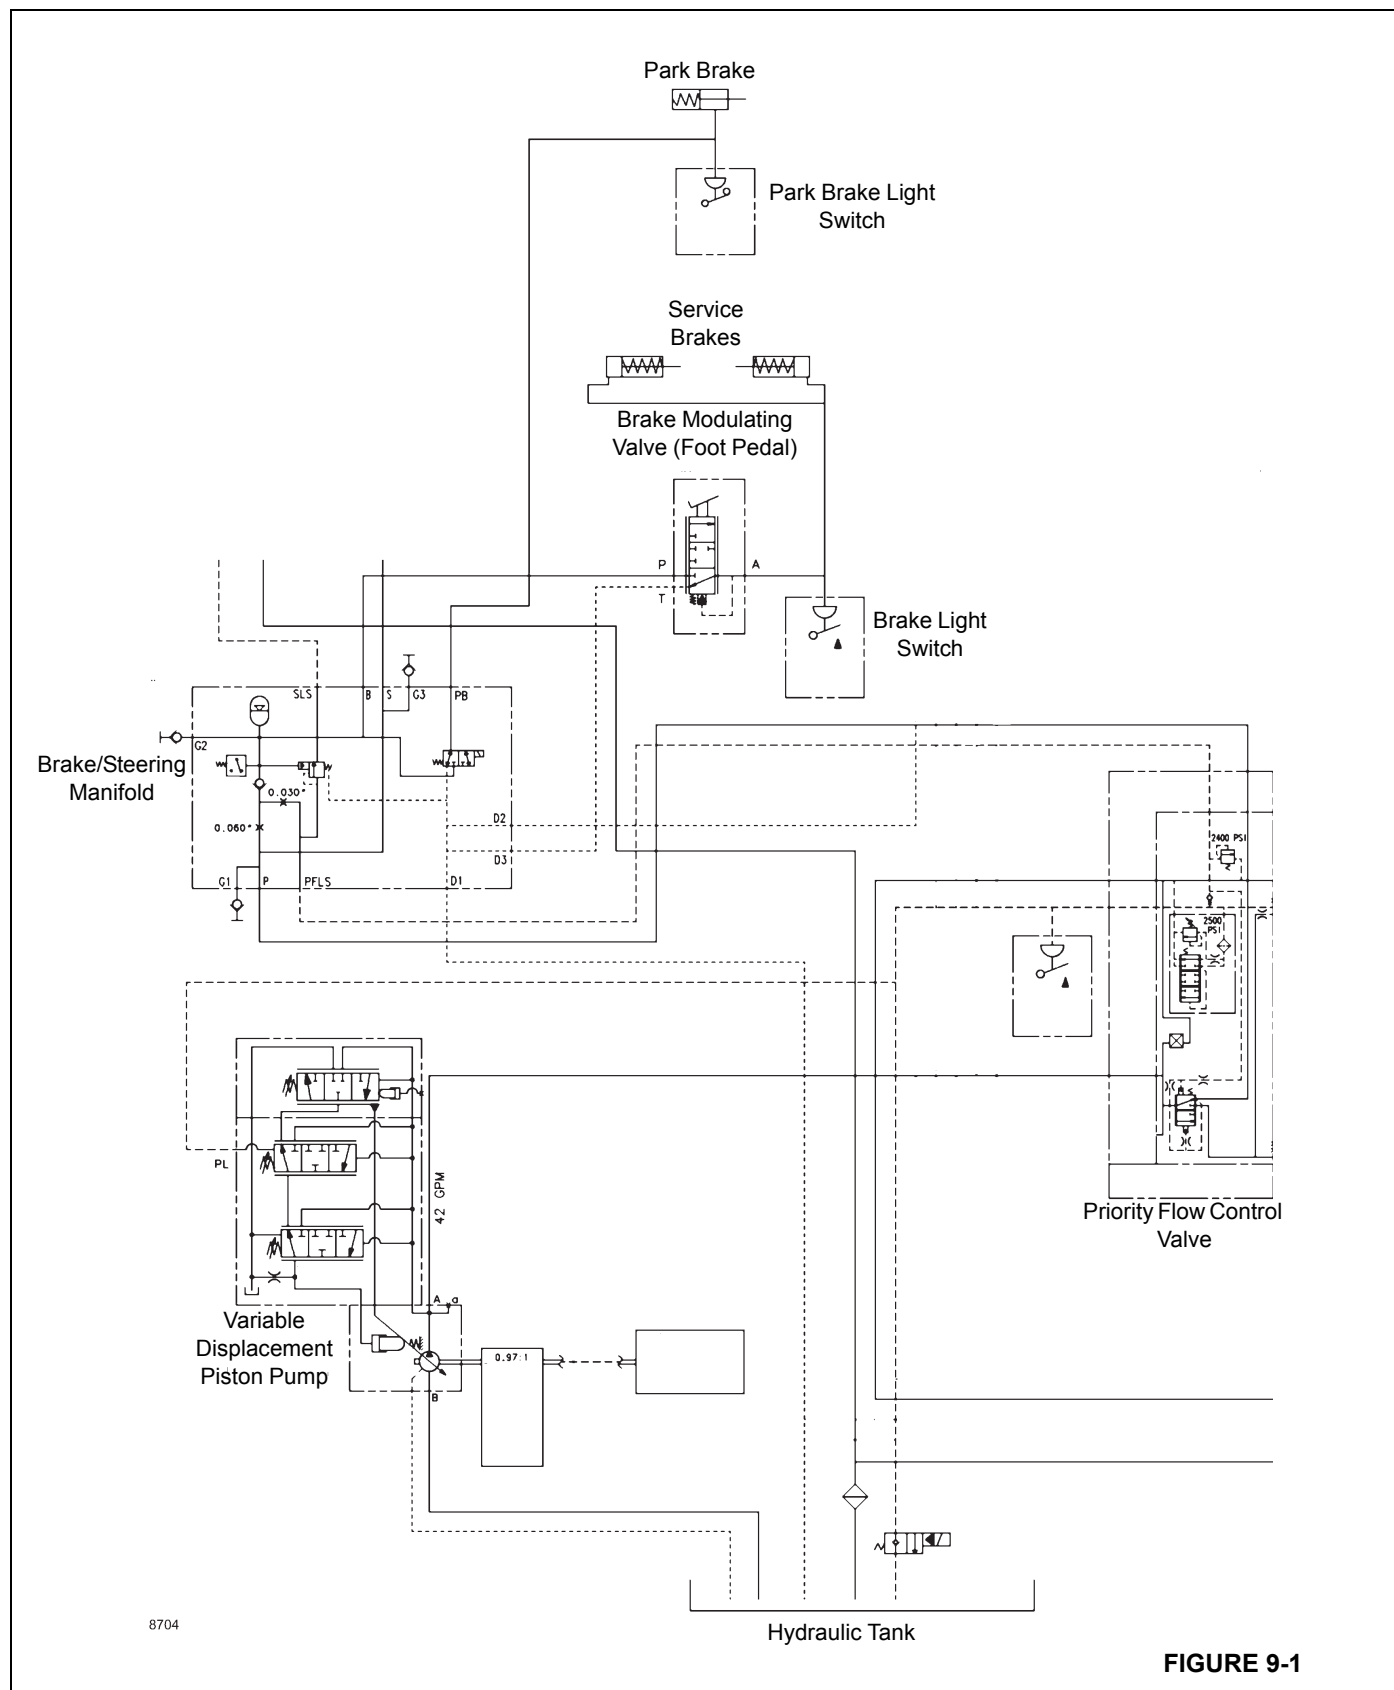 Park Brake
Park Brake Light
Switch
Service
Brakes
Brake Modulating
Valve (Foot Pedal)
P
A
T
Brake Light
Switch
SLS
B
S
G3
PB
G2
Brake/Steering
Manifold
0.030"
0.060"
D2
D3
G1
P
PFLS
D1
2400 PSI
2500
PSI
PL
42 GPM
Priority Flow Control
Valve
A
a
Variable
Displacement
Piston Pump
0.97:1
B
8704
Hydraulic Tank
FIGURE 9-1